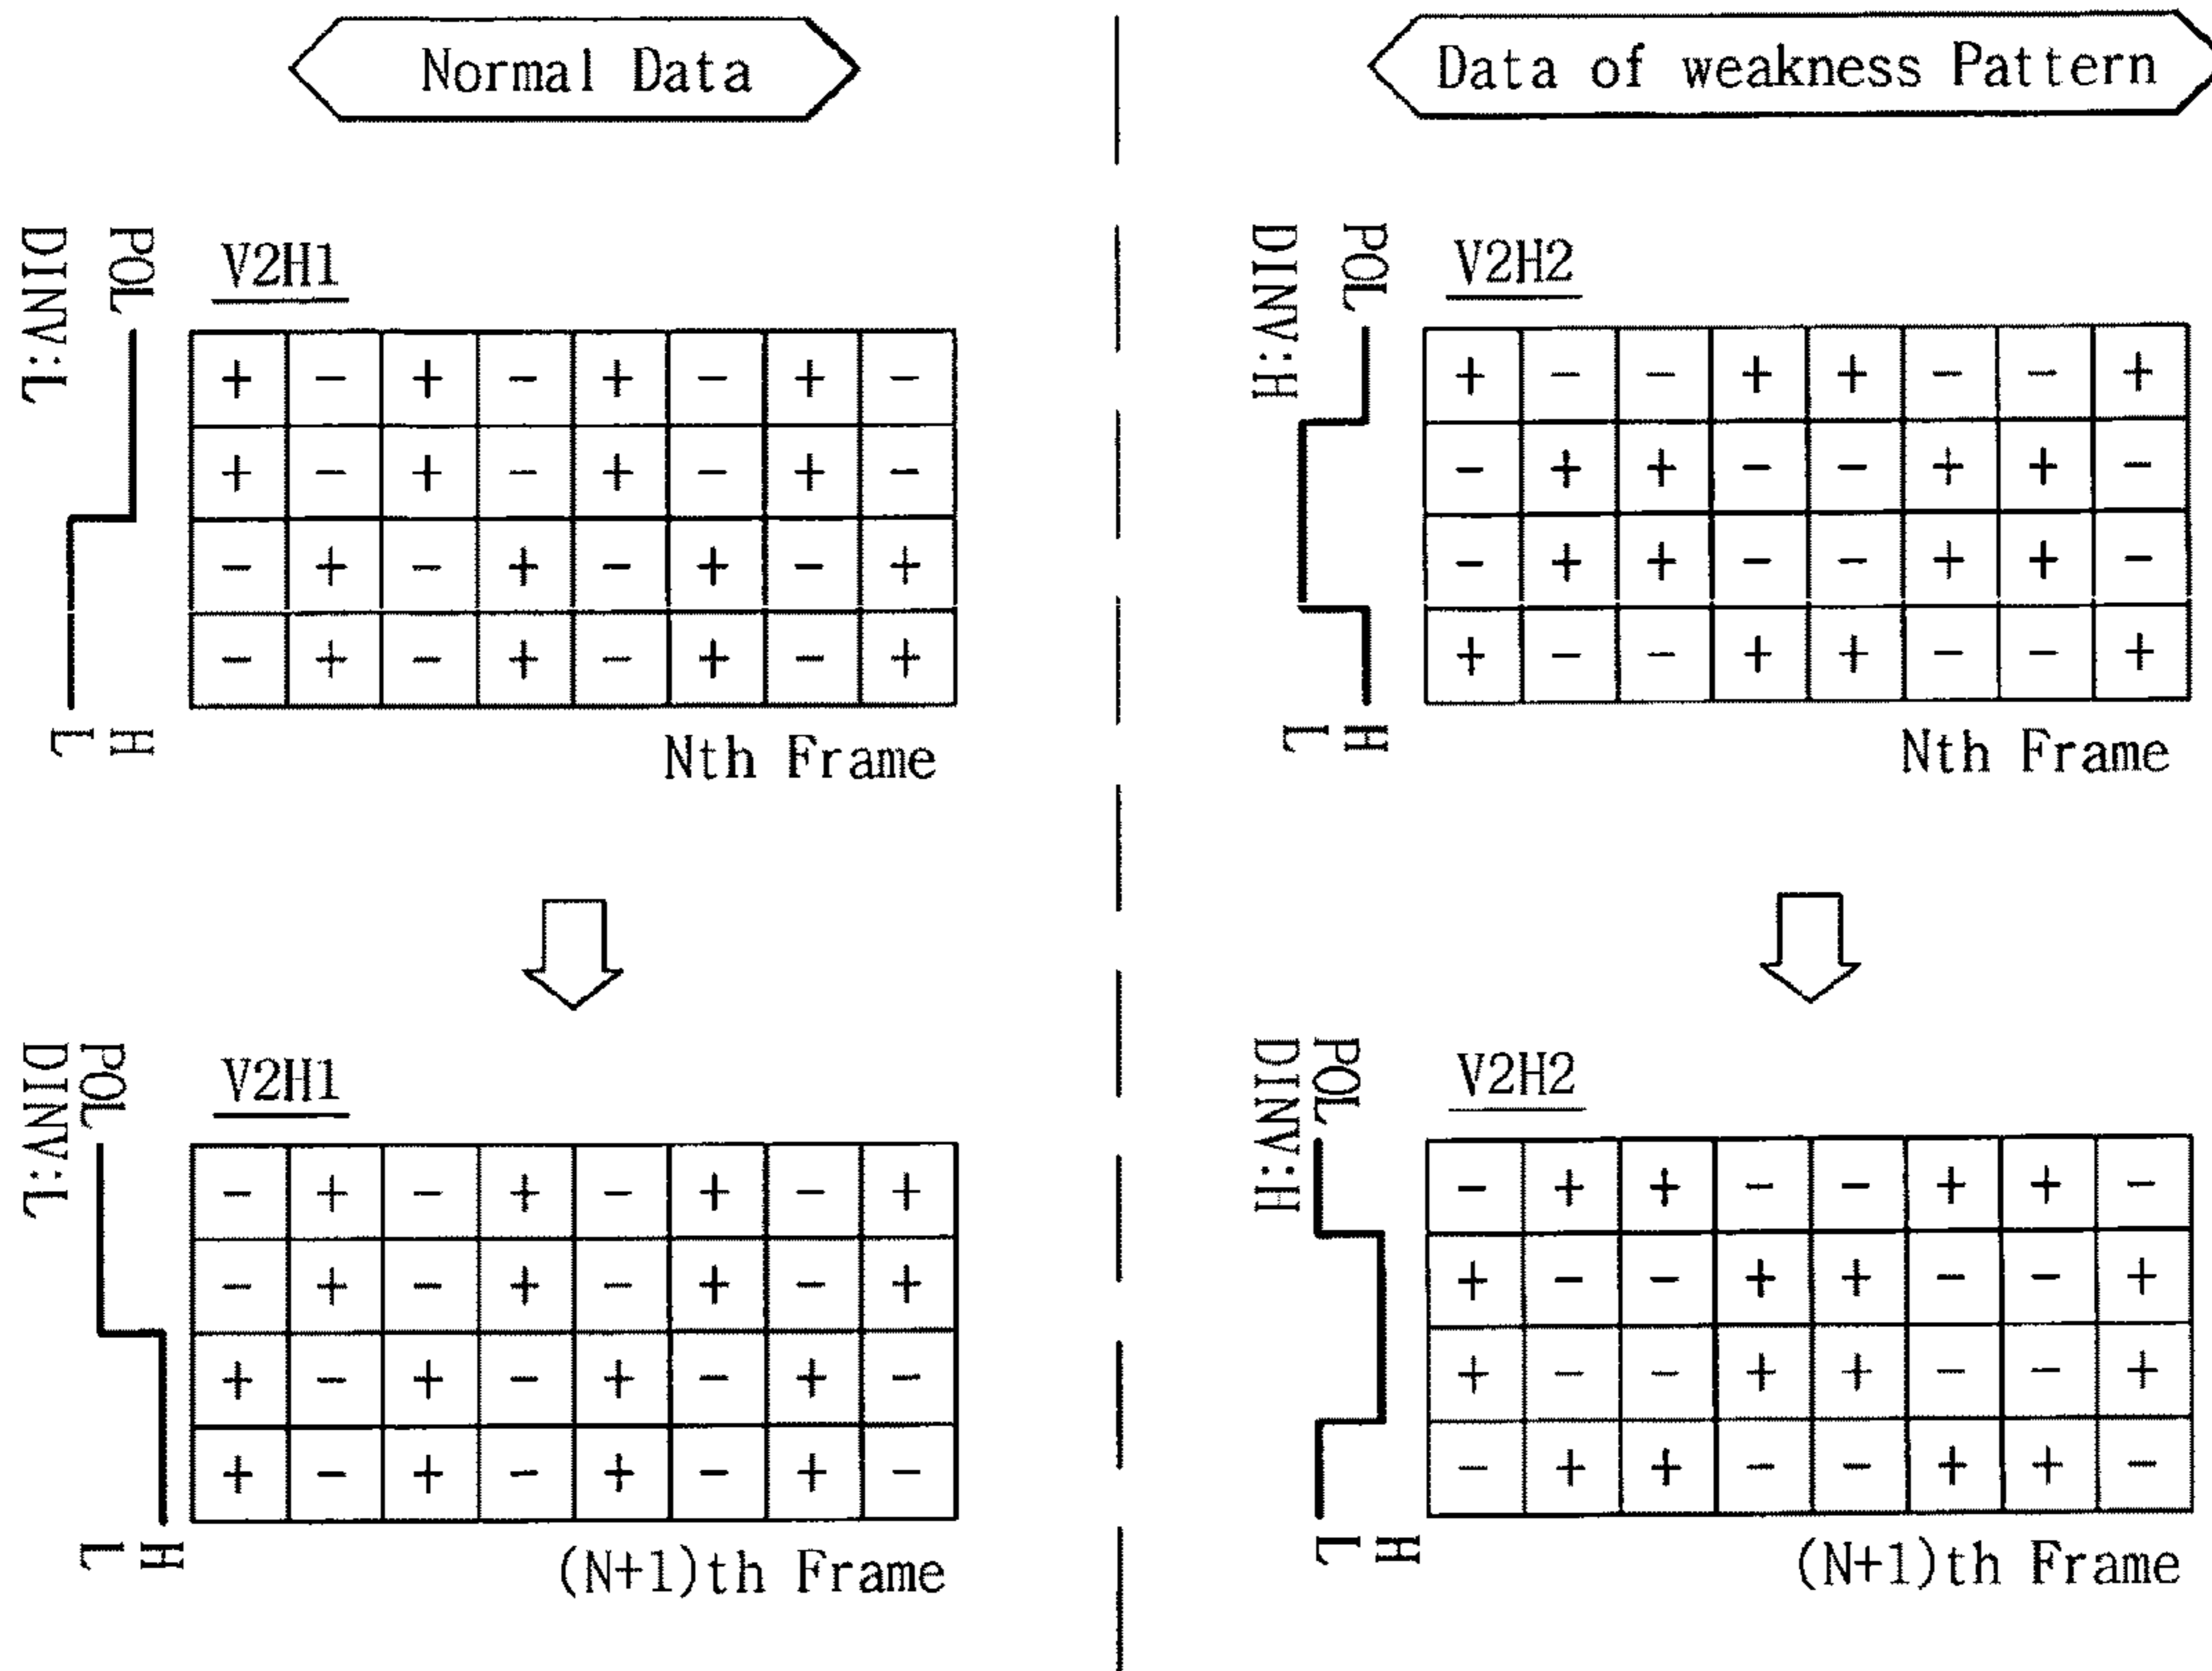 Normal Data
POL
DINV:L
V2H1
+ - + - + - + -
+ - + - + - + -
- + - + - + - +
- + - + - + - +
H
L
Nth Frame
POL
DINV:L
V2H1
- + - + - + - +
- + - + - + - +
+ - + - + - + -
+ - + - + - + -
H
L
(N+1)th Frame
Data of weakness Pattern
POL
DINV:H
V2H2
+ - - + + - - +
- + + - - + + -
- + + - - + + -
+ - - + + - - +
H
L
Nth Frame
POL
DINV:H
V2H2
- + + - - + + -
+ - - + + - - +
+ - - + + - - +
- + + - - + + -
H
L
(N+1)th Frame